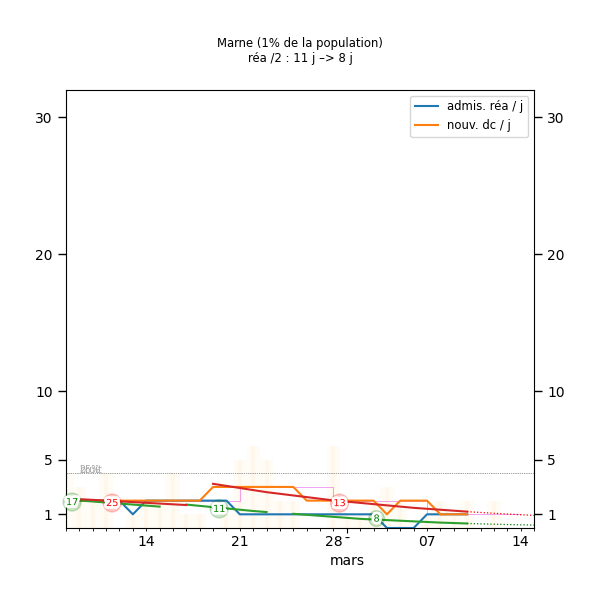 Marne (1% de la population)
réa /2 : 11 j –> 8 j
admis. réa / j
nouv. dc / j
30 30
20 20
10 10
5 5
17 25 11 13 8
1 1
14 21 28 07 14
mars